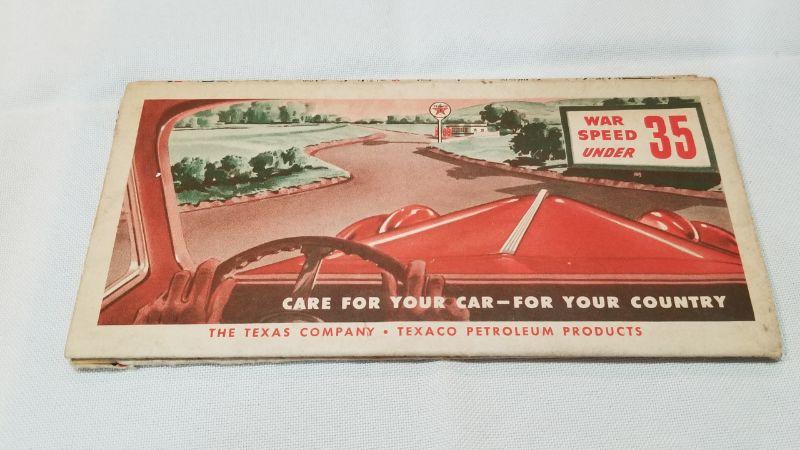 WAR
SPEED
UNDER
35
CARE FOR YOUR CAR—FOR YOUR COUNTRY
THE TEXAS COMPANY • TEXACO PETROLEUM PRODUCTS